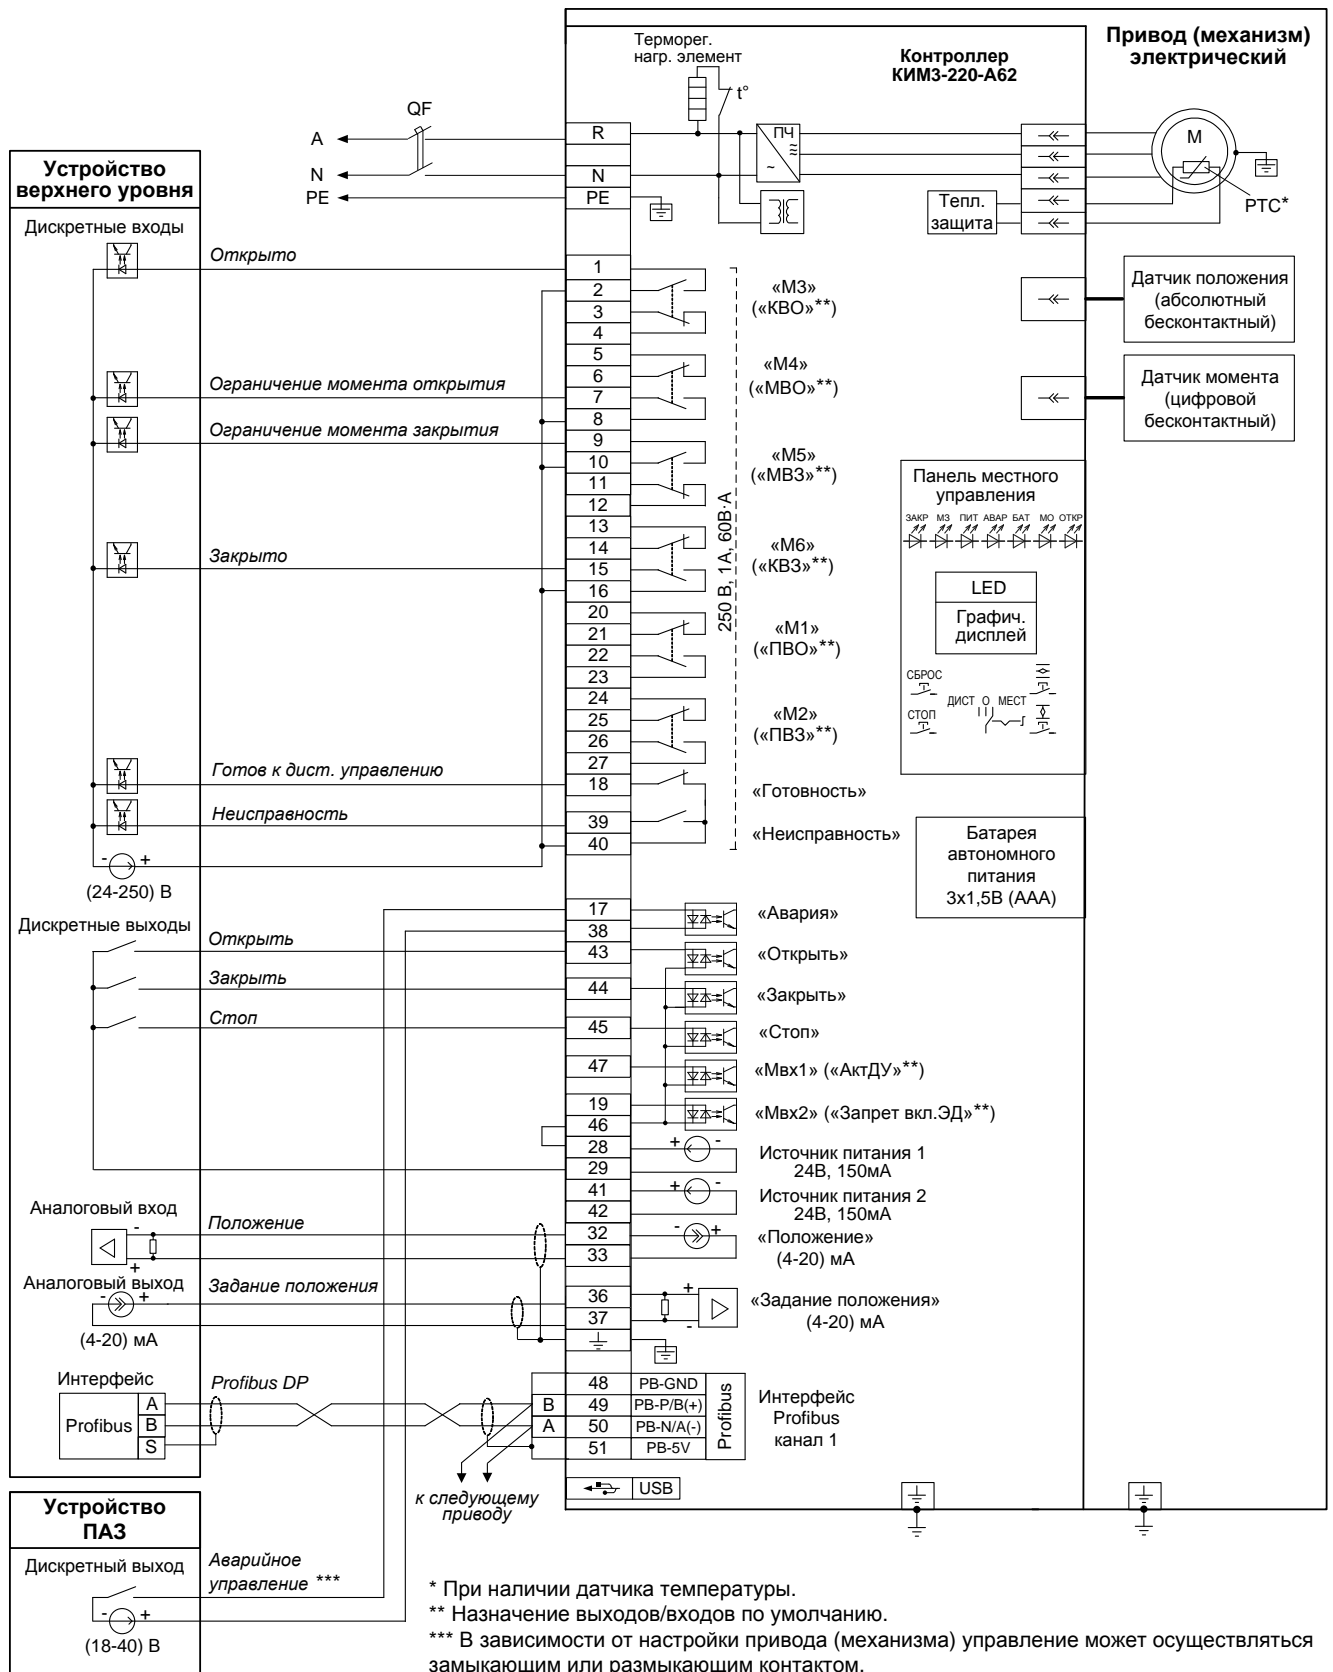 Привод (механизм)
электрический
Контроллер
КИМ3-220-А62
Терморег.
нагр. элемент
t°
QF
A
N
PE
R
N
PE
ПЧ
≈
~
M
PTC*
Тепл.
защита
Устройство
верхнего уровня
Дискретные входы
Открыто
Ограничение момента открытия
Ограничение момента закрытия
Закрыто
Готов к дист. управлению
Неисправность
- +
(24-250) В
1
2
3
4
5
6
7
8
9
10
11
12
13
14
15
16
20
21
22
23
24
25
26
27
18
39
40
«М3»
(«КВО»**)
«М4»
(«МВО»**)
«М5»
(«МВЗ»**)
«М6»
(«КВЗ»**)
«М1»
(«ПВО»**)
«М2»
(«ПВЗ»**)
«Готовность»
«Неисправность»
250 В, 1А, 60В·А
Датчик положения
(абсолютный
бесконтактный)
Датчик момента
(цифровой
бесконтактный)
Панель местного
управления
ЗАКР МЗ ПИТ АВАР БАТ МО ОТКР
LED
Графич.
дисплей
СБРОС
СТОП
ДИСТ О МЕСТ
Батарея
автономного
питания
3х1,5В (ААА)
Дискретные выходы
Открыть
Закрыть
Стоп
17
38
43
44
45
47
19
46
28
29
41
42
32
33
36
37
«Авария»
«Открыть»
«Закрыть»
«Стоп»
«Мвх1» («АктДУ»**)
«Мвх2» («Запрет вкл.ЭД»**)
+ -
Источник питания 1
24В, 150мА
+ -
Источник питания 2
24В, 150мА
- +
«Положение»
(4-20) мА
+
-
«Задание положения»
(4-20) мА
Аналоговый вход
-
+
Положение
Аналоговый выход
- +
(4-20) мА
Задание положения
Интерфейс
Profibus
A
B
S
Profibus DP
B
A
48 PB-GND
49 PB-P/B(+)
50 PB-N/A(-)
51 PB-5V
Profibus
Интерфейс
Profibus
канал 1
USB
к следующему
приводу
Устройство
ПАЗ
Дискретный выход
- +
(18-40) В
Аварийное
управление ***
* При наличии датчика температуры.
** Назначение выходов/входов по умолчанию.
*** В зависимости от настройки привода (механизма) управление может осуществляться
замыкающим или размыкающим контактом.